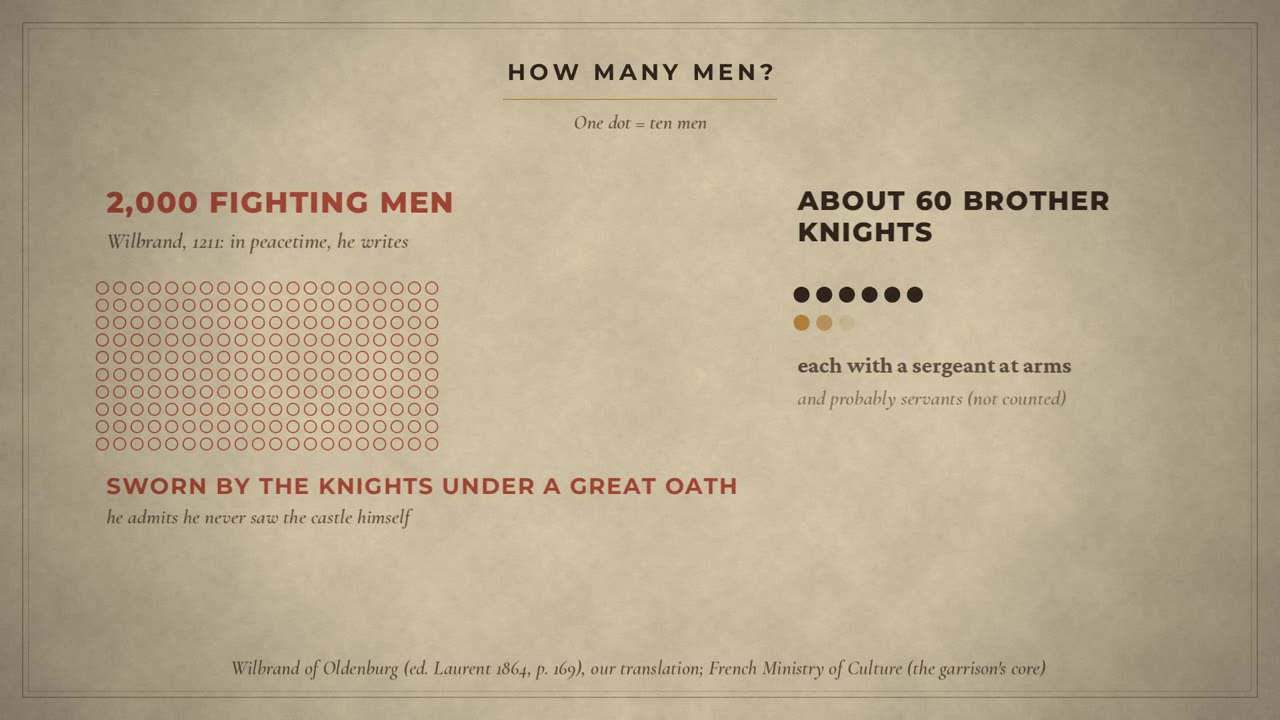 HOW MANY MEN?
One dot = ten men
2,000 FIGHTING MEN
Wilbrand, 1211: in peacetime, he writes
SWORN BY THE KNIGHTS UNDER A GREAT OATH
he admits he never saw the castle himself
ABOUT 60 BROTHER
KNIGHTS
each with a sergeant at arms
and probably servants (not counted)
Wilbrand of Oldenburg (ed. Laurent 1864, p. 169), our translation; French Ministry of Culture (the garrison's core)